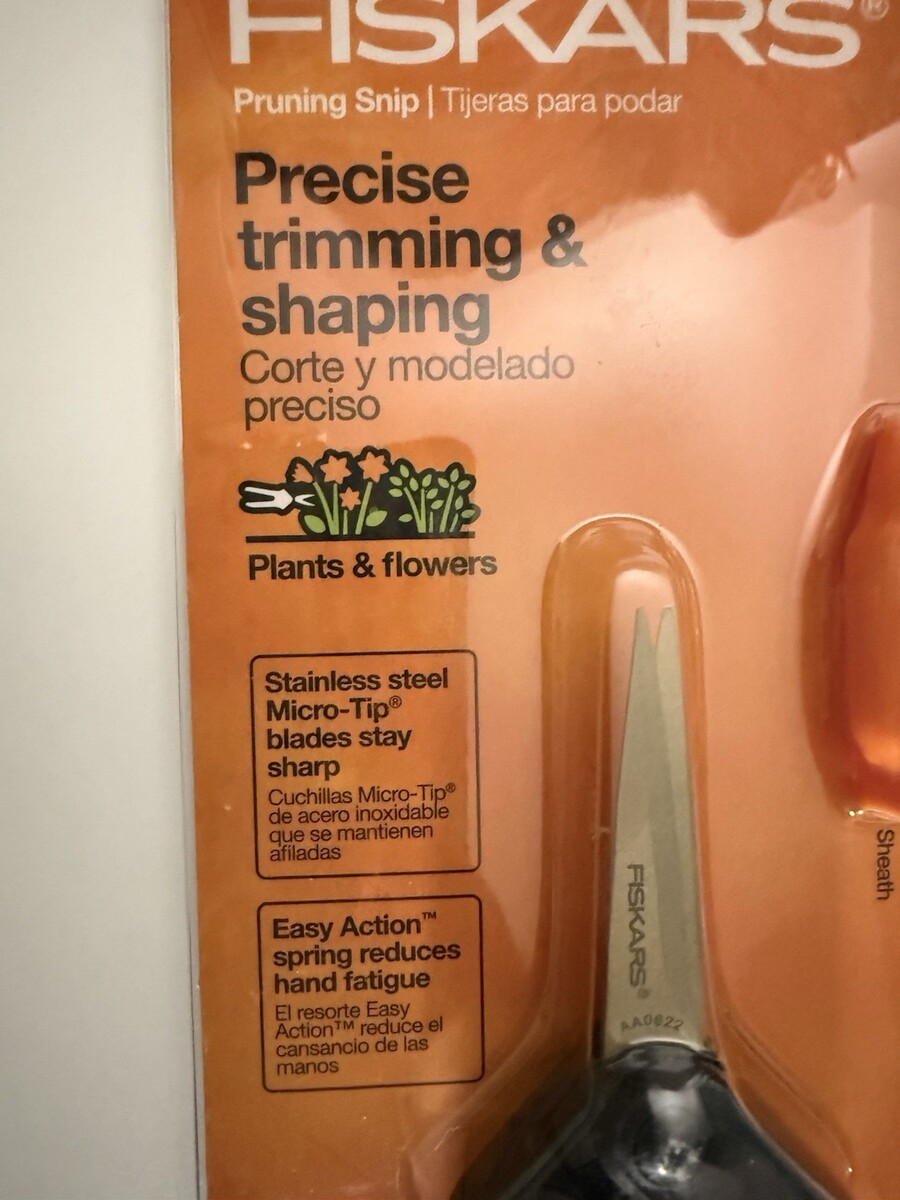 FISKARS®
Pruning Snip | Tijeras para podar
Precise
trimming &
shaping
Corte y modelado
preciso
Plants & flowers
Stainless steel
Micro-Tip®
blades stay
sharp
Cuchillas Micro-Tip®
de acero inoxidable
que se mantienen
afiladas
Easy Action™
spring reduces
hand fatigue
El resorte Easy
Action™ reduce el
cansancio de las
manos
FISKARS®
AA0622
Sheath